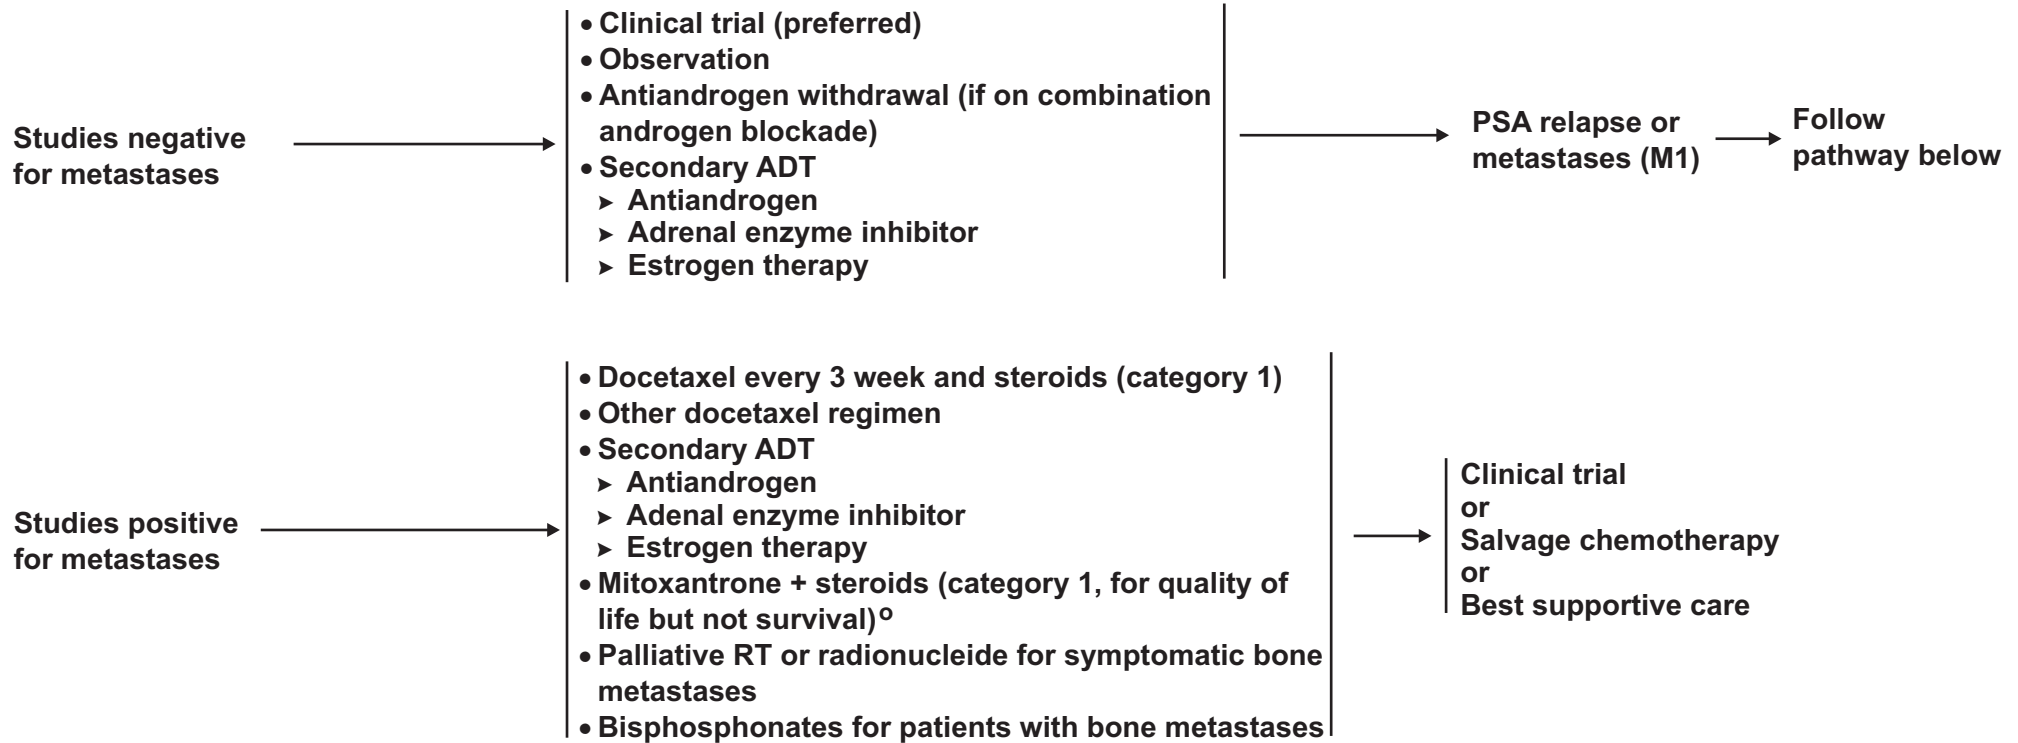 Studies negative
for metastases
• Clinical trial (preferred)
• Observation
• Antiandrogen withdrawal (if on combination
androgen blockade)
• Secondary ADT
➤ Antiandrogen
➤ Adrenal enzyme inhibitor
➤ Estrogen therapy
PSA relapse or
metastases (M1)
Follow
pathway below
Studies positive
for metastases
• Docetaxel every 3 week and steroids (category 1)
• Other docetaxel regimen
• Secondary ADT
➤ Antiandrogen
➤ Adenal enzyme inhibitor
➤ Estrogen therapy
• Mitoxantrone + steroids (category 1, for quality of
life but not survival)º
• Palliative RT or radionucleide for symptomatic bone
metastases
• Bisphosphonates for patients with bone metastases
Clinical trial
or
Salvage chemotherapy
or
Best supportive care